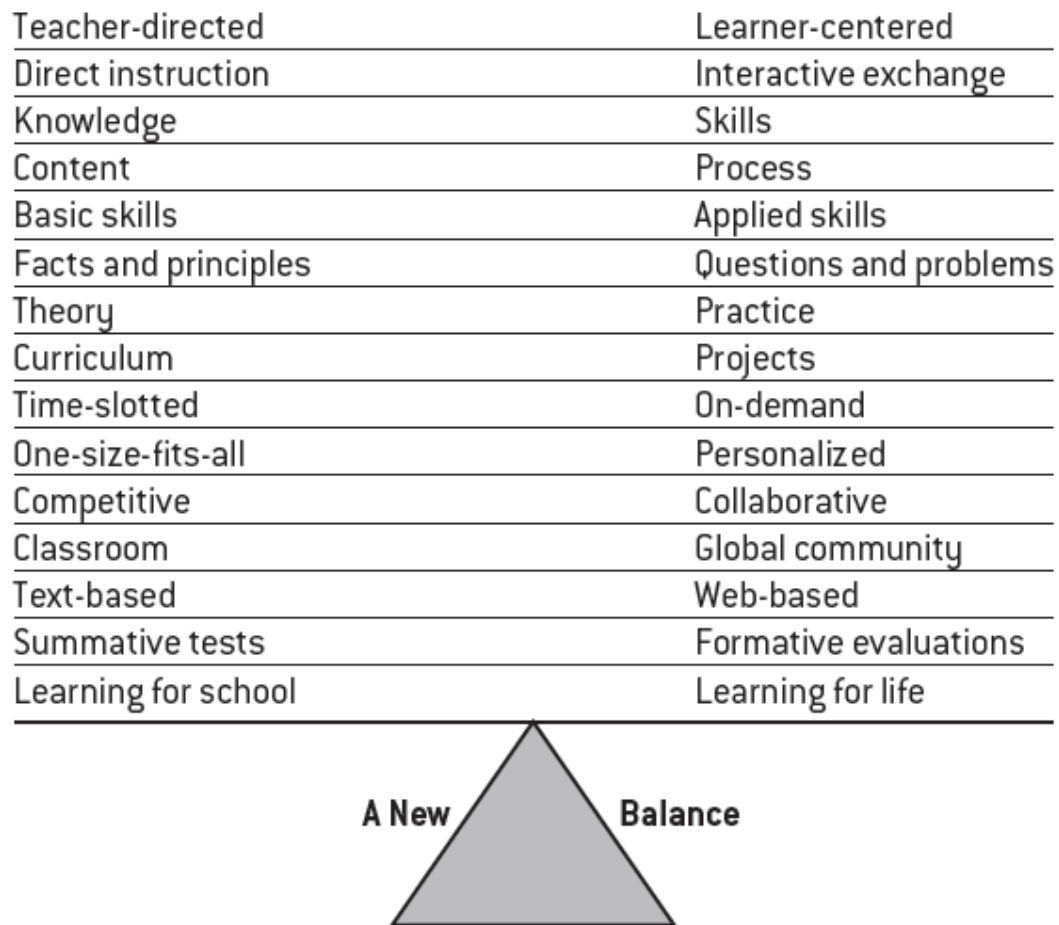 Teacher-directed Learner-centered
Direct instruction Interactive exchange
Knowledge Skills
Content Process
Basic skills Applied skills
Facts and principles Questions and problems
Theory Practice
Curriculum Projects
Time-slotted On-demand
One-size-fits-all Personalized
Competitive Collaborative
Classroom Global community
Text-based Web-based
Summative tests Formative evaluations
Learning for school Learning for life
A New Balance